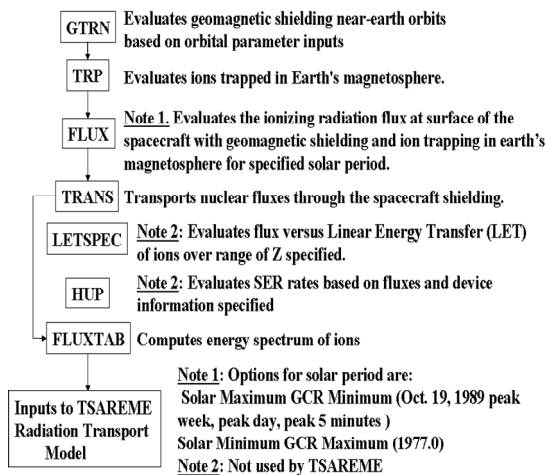 GTRN
Evaluates geomagnetic shielding near-earth orbits
based on orbital parameter inputs
TRP
Evaluates ions trapped in Earth's magnetosphere.
FLUX
Note 1. Evaluates the ionizing radiation flux at surface of the
spacecraft with geomagnetic shielding and ion trapping in earth's
magnetosphere for specified solar period.
TRANS
Transports nuclear fluxes through the spacecraft shielding.
LETSPEC
Note 2: Evaluates flux versus Linear Energy Transfer (LET)
of ions over range of Z specified.
HUP
Note 2: Evaluates SER rates based on fluxes and device
information specified
FLUXTAB
Computes energy spectrum of ions
Inputs to TSAREME
Radiation Transport
Model
Note 1: Options for solar period are:
Solar Maximum GCR Minimum (Oct. 19, 1989 peak
week, peak day, peak 5 minutes )
Solar Minimum GCR Maximum (1977.0)
Note 2: Not used by TSAREME